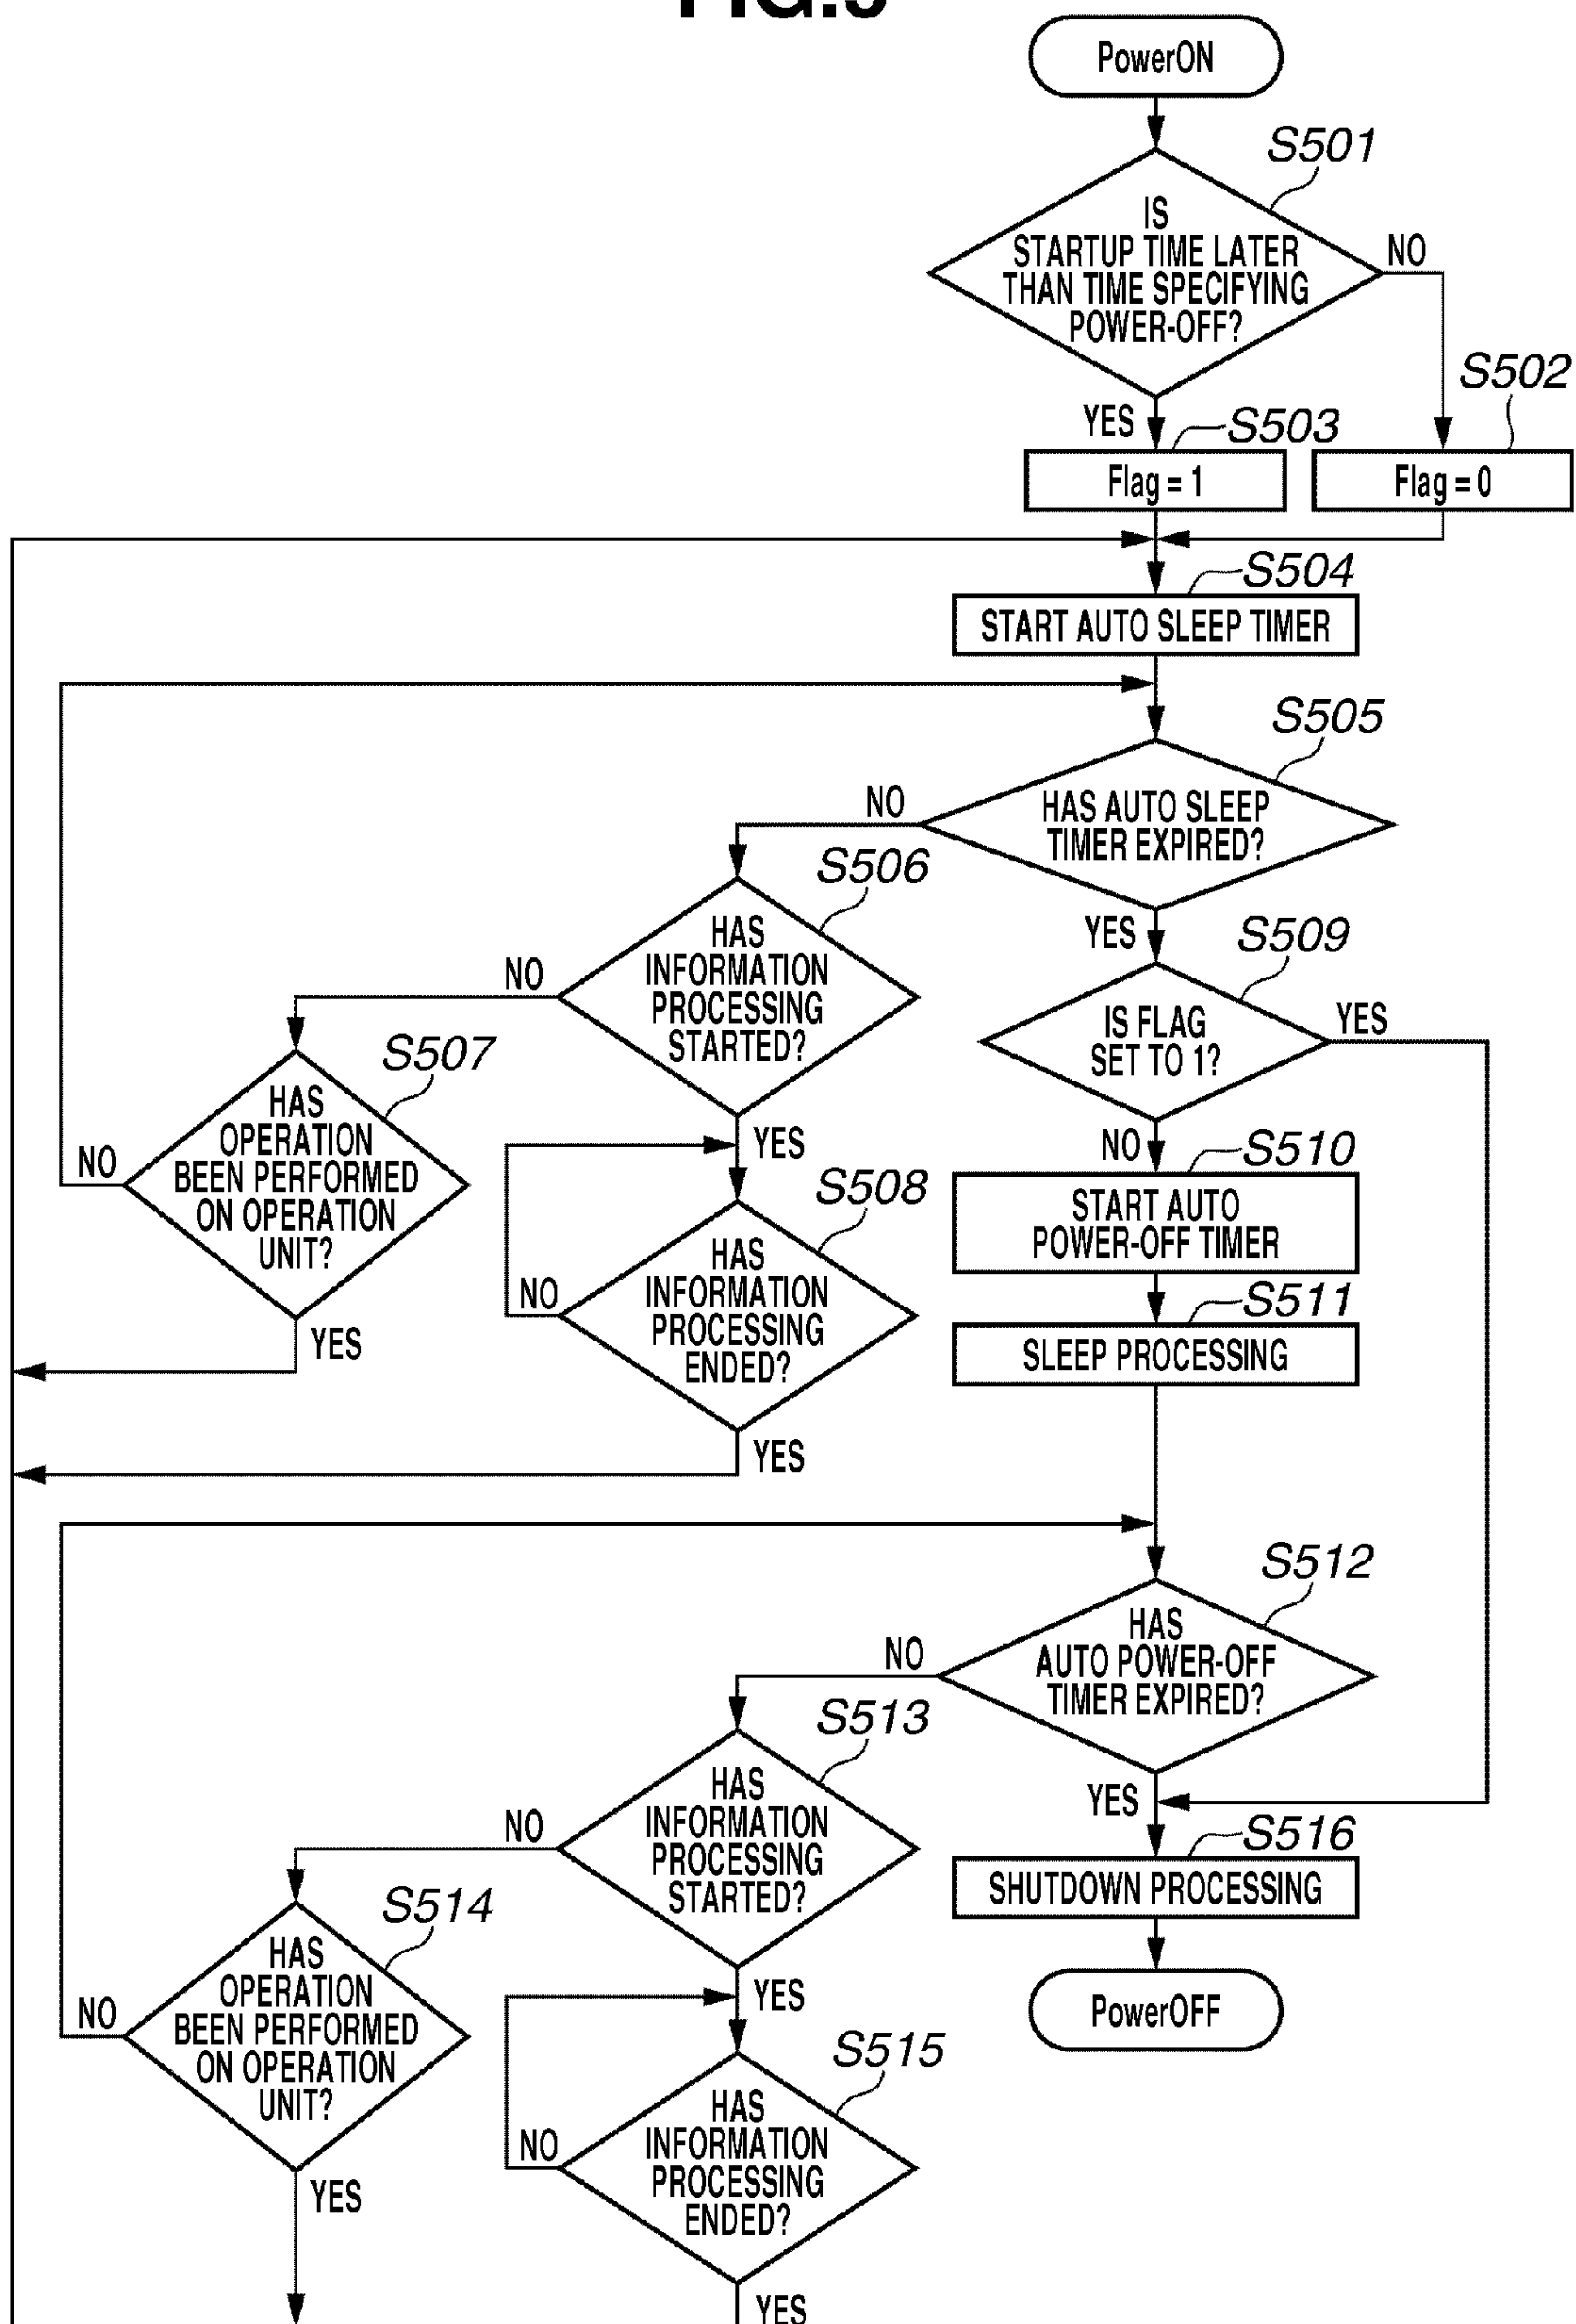 PowerON
S501
IS
STARTUP TIME LATER
THAN TIME SPECIFYING
POWER-OFF?
NO
S502
YES
S503
Flag = 1
Flag = 0
S504
START AUTO SLEEP TIMER
S505
HAS AUTO SLEEP
TIMER EXPIRED?
NO
S506
HAS
INFORMATION
PROCESSING
STARTED?
YES
S509
NO
IS FLAG
SET TO 1?
YES
S507
HAS
OPERATION
BEEN PERFORMED
ON OPERATION
UNIT?
NO
YES
NO
S510
START AUTO
POWER-OFF TIMER
S508
HAS
INFORMATION
PROCESSING
ENDED?
NO
S511
SLEEP PROCESSING
YES
YES
S512
HAS
AUTO POWER-OFF
TIMER EXPIRED?
NO
S513
HAS
INFORMATION
PROCESSING
STARTED?
YES
NO
S516
SHUTDOWN PROCESSING
S514
HAS
OPERATION
BEEN PERFORMED
ON OPERATION
UNIT?
NO
YES
PowerOFF
S515
HAS
INFORMATION
PROCESSING
ENDED?
NO
YES
YES